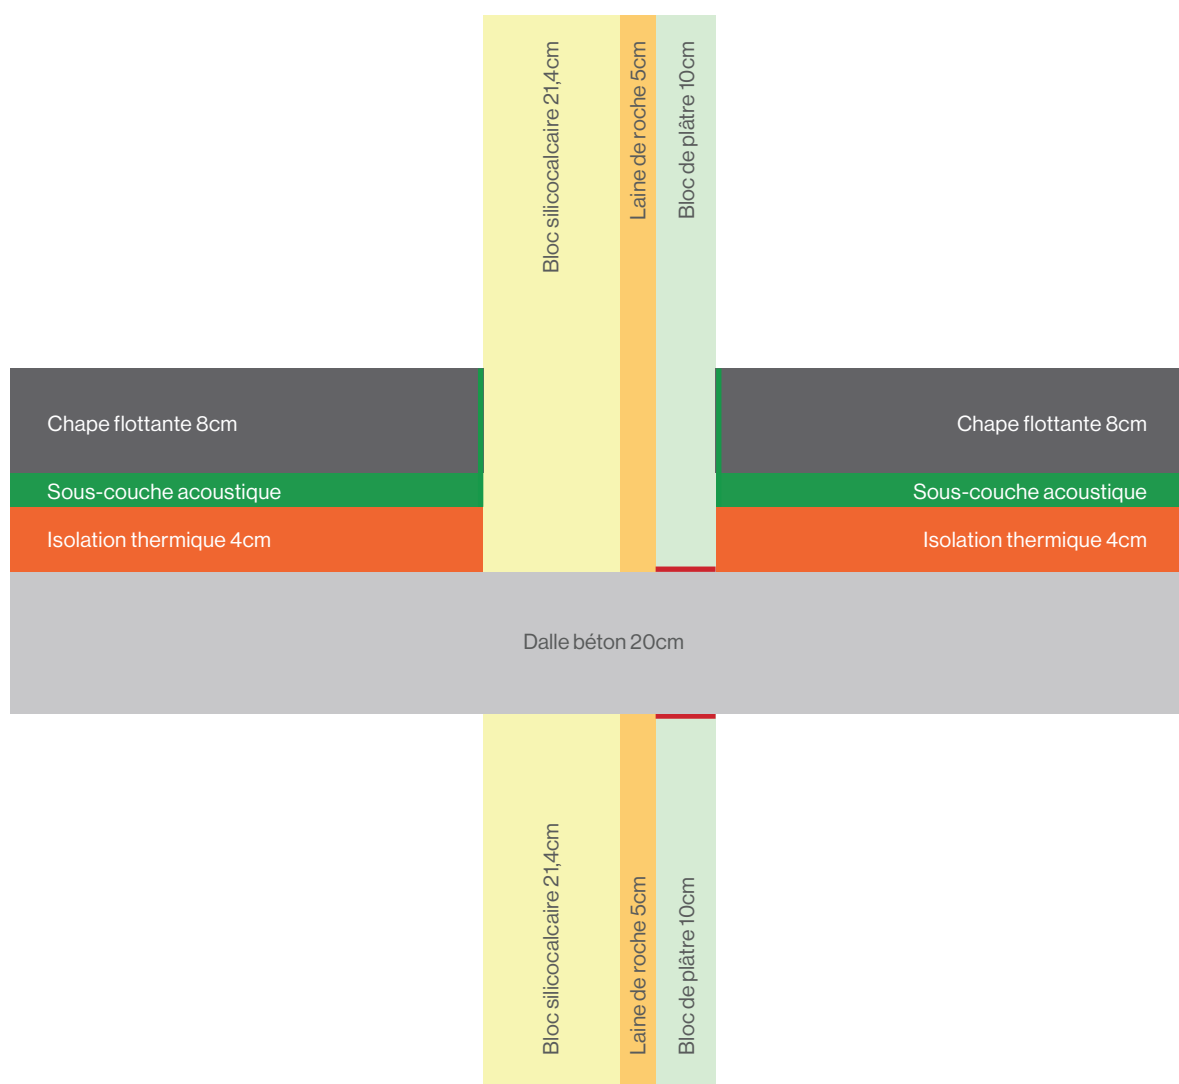 Bloc silicocalcaire 21,4cm
Laine de roche 5cm
Bloc de plâtre 10cm
Chape flottante 8cm
Chape flottante 8cm
Sous-couche acoustique
Sous-couche acoustique
Isolation thermique 4cm
Isolation thermique 4cm
Dalle béton 20cm
Bloc silicocalcaire 21,4cm
Laine de roche 5cm
Bloc de plâtre 10cm